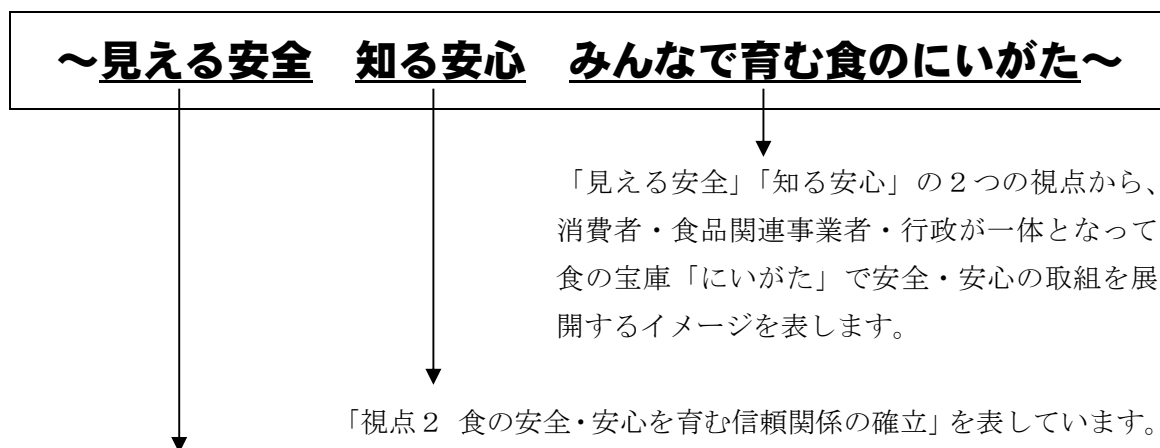 ～見える安全　知る安心　みんなで育む食のにいがた～
「見える安全」「知る安心」の２つの視点から、
消費者・食品関連事業者・行政が一体となって
食の宝庫「にいがた」で安全・安心の取組を展
開するイメージを表します。
「視点２ 食の安全・安心を育む信頼関係の確立」を表しています。